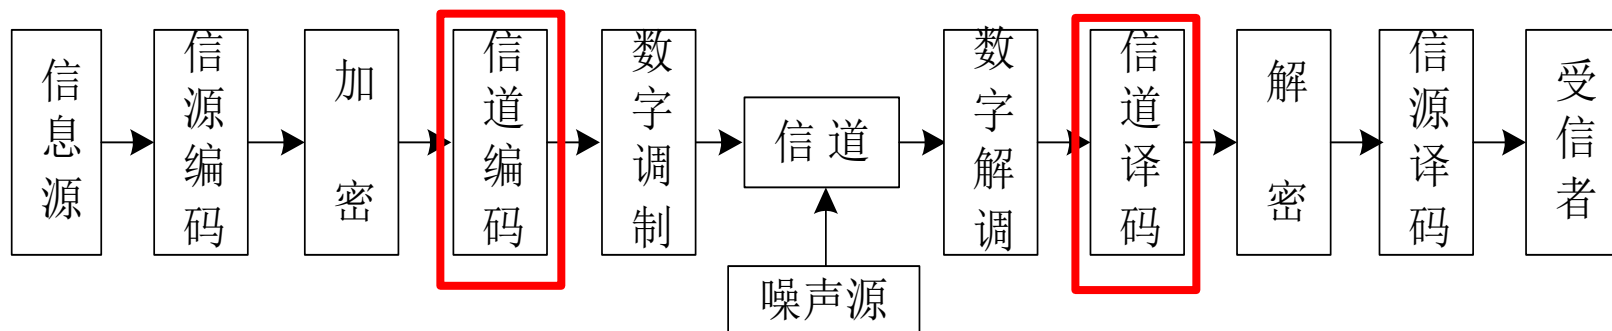 信息源
信源编码
加密
信道编码
数字调制
信道
噪声源
数字解调
信道译码
解密
信源译码
受信者